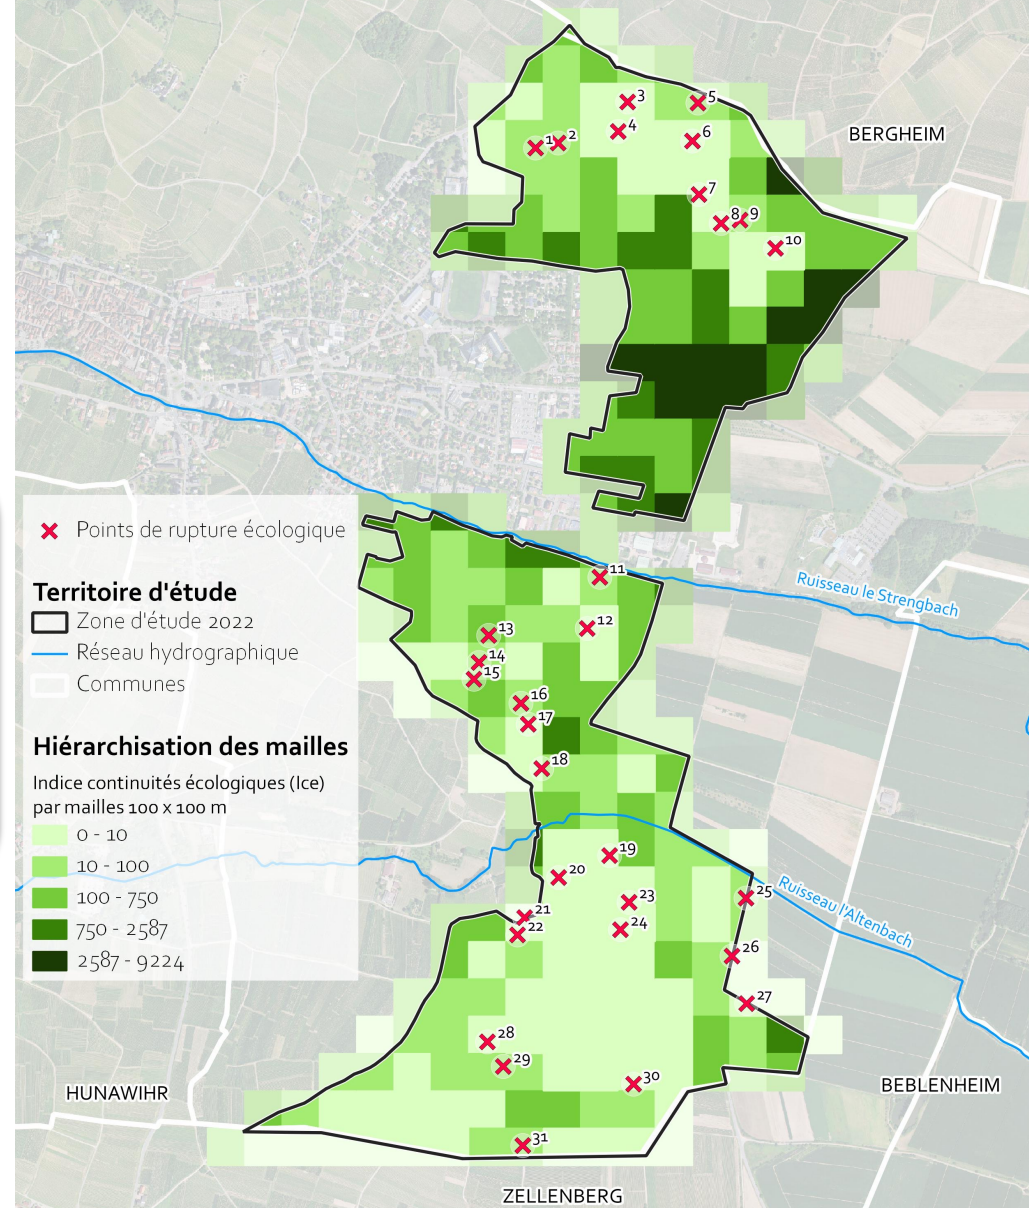 3
5
4
BERGHEIM
1
2
6
7
8
9
10
Points de rupture écologique
11
Ruisseau le Strengbach
Territoire d'étude
Zone d'étude 2022
12
13
Réseau hydrographique
14
15
Communes
16
17
Hiérarchisation des mailles
18
Indice continuités écologiques (Ice)
par mailles 100 x 100 m
0 - 10
19
10 - 100
20
100 - 750
23
25
Ruisseau l'Altenbach
21
750 - 2587
22
24
2587 - 9224
26
27
28
29
30
HUNAWIHR
BEBLENHEIM
31
ZELLENBERG